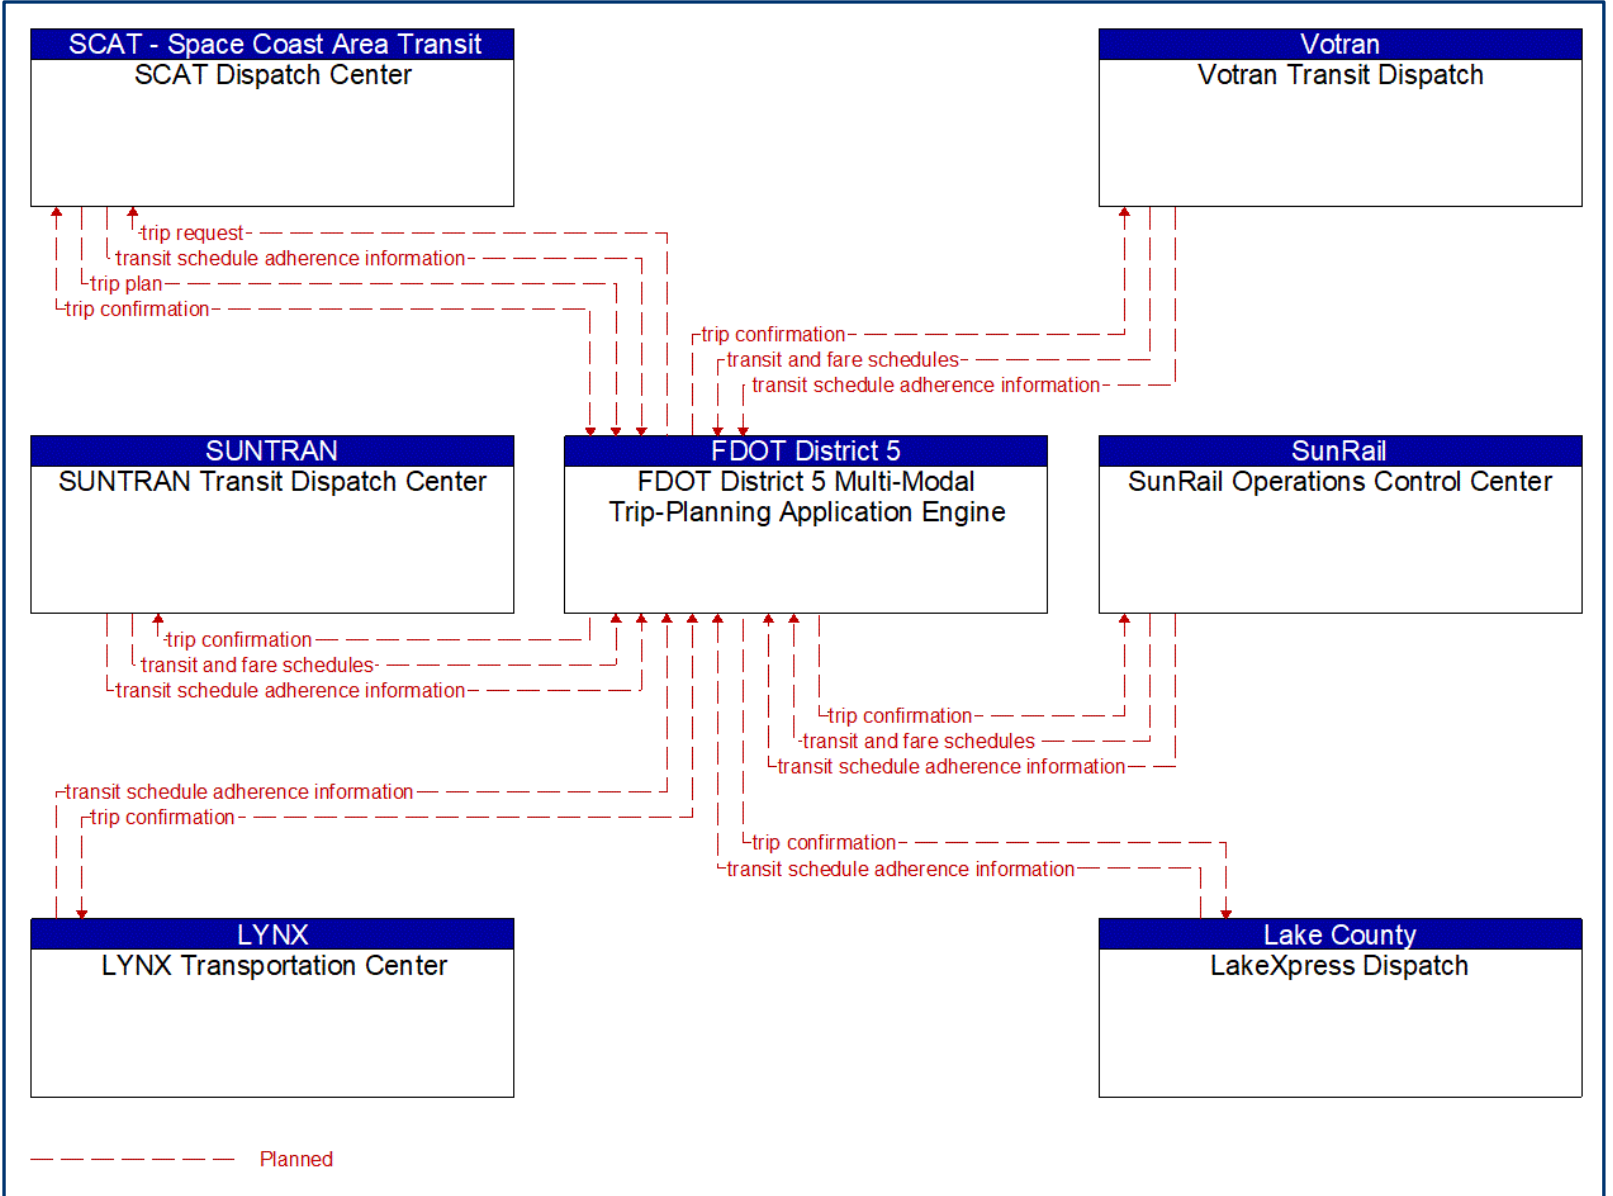 SCAT - Space Coast Area Transit
SCAT Dispatch Center
Votran
Votran Transit Dispatch
trip request
transit schedule adherence information
trip plan
trip confirmation
trip confirmation
transit and fare schedules
transit schedule adherence information
SUNTRAN
SUNTRAN Transit Dispatch Center
FDOT District 5
FDOT District 5 Multi-Modal
Trip-Planning Application Engine
SunRail
SunRail Operations Control Center
trip confirmation
transit and fare schedules
transit schedule adherence information
trip confirmation
transit and fare schedules
transit schedule adherence information
transit schedule adherence information
trip confirmation
trip confirmation
transit schedule adherence information
LYNX
LYNX Transportation Center
Lake County
LakeXpress Dispatch
Planned